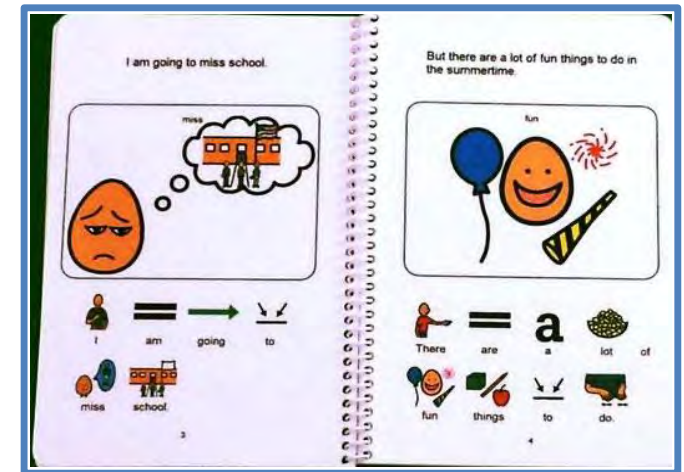 I am going to miss school.
miss
I am going to
miss school.
3
But there are a lot of fun things to do in
the summertime.
fun
There are a lot of
a
fun things to do.
4